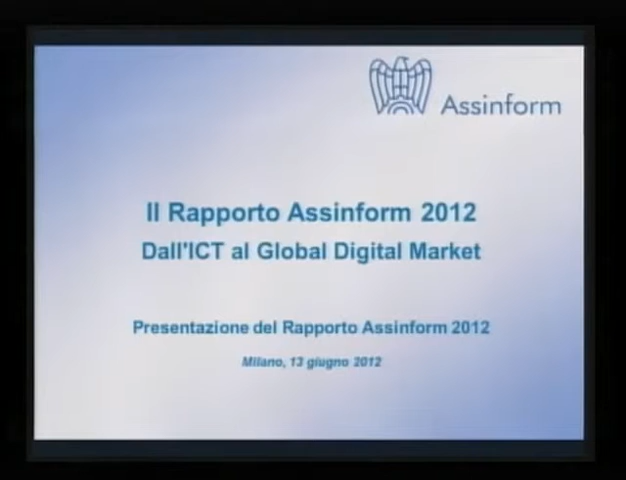 Assinform
Il Rapporto Assinform 2012
Dall'ICT al Global Digital Market
Presentazione del Rapporto Assinform 2012
Milano, 13 giugno 2012